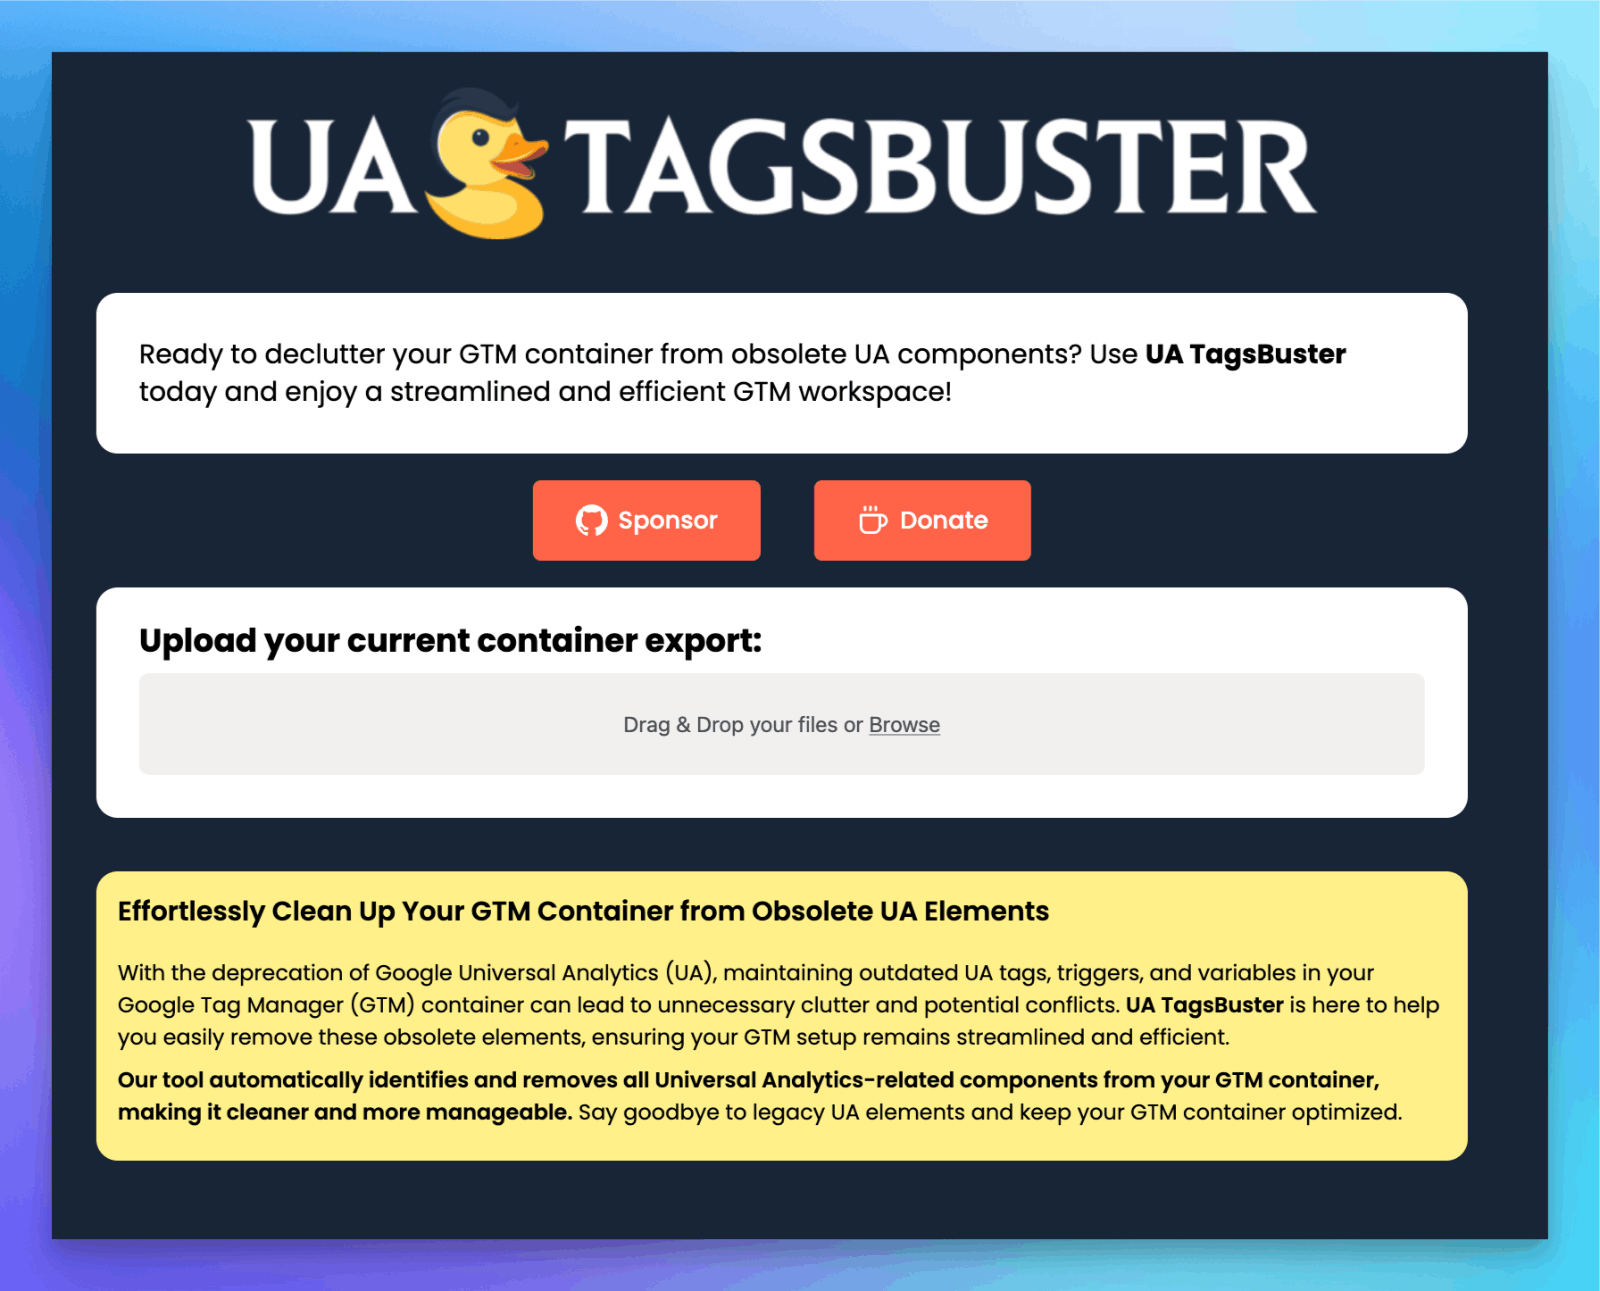 UA TAGSBUSTER
Ready to declutter your GTM container from obsolete UA components? Use UA TagsBuster
today and enjoy a streamlined and efficient GTM workspace!
Sponsor
Donate
Upload your current container export:
Drag & Drop your files or Browse
Effortlessly Clean Up Your GTM Container from Obsolete UA Elements
With the deprecation of Google Universal Analytics (UA), maintaining outdated UA tags, triggers, and variables in your
Google Tag Manager (GTM) container can lead to unnecessary clutter and potential conflicts. UA TagsBuster is here to help
you easily remove these obsolete elements, ensuring your GTM setup remains streamlined and efficient.
Our tool automatically identifies and removes all Universal Analytics-related components from your GTM container,
making it cleaner and more manageable. Say goodbye to legacy UA elements and keep your GTM container optimized.